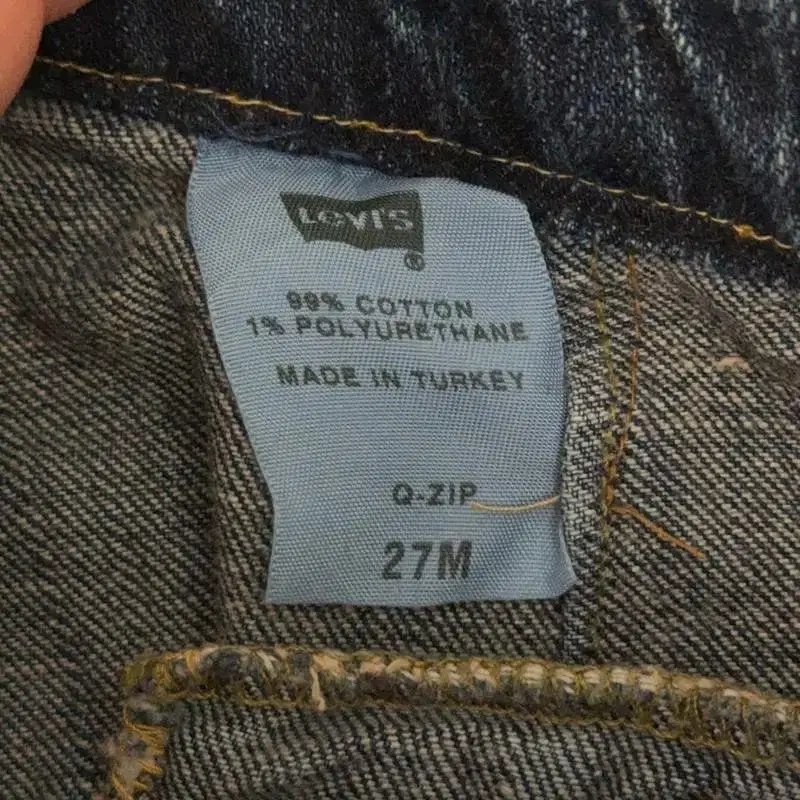 LEVI'S
®
99% COTTON
1% POLYURETHANE
MADE IN TURKEY
Q-ZIP
27M